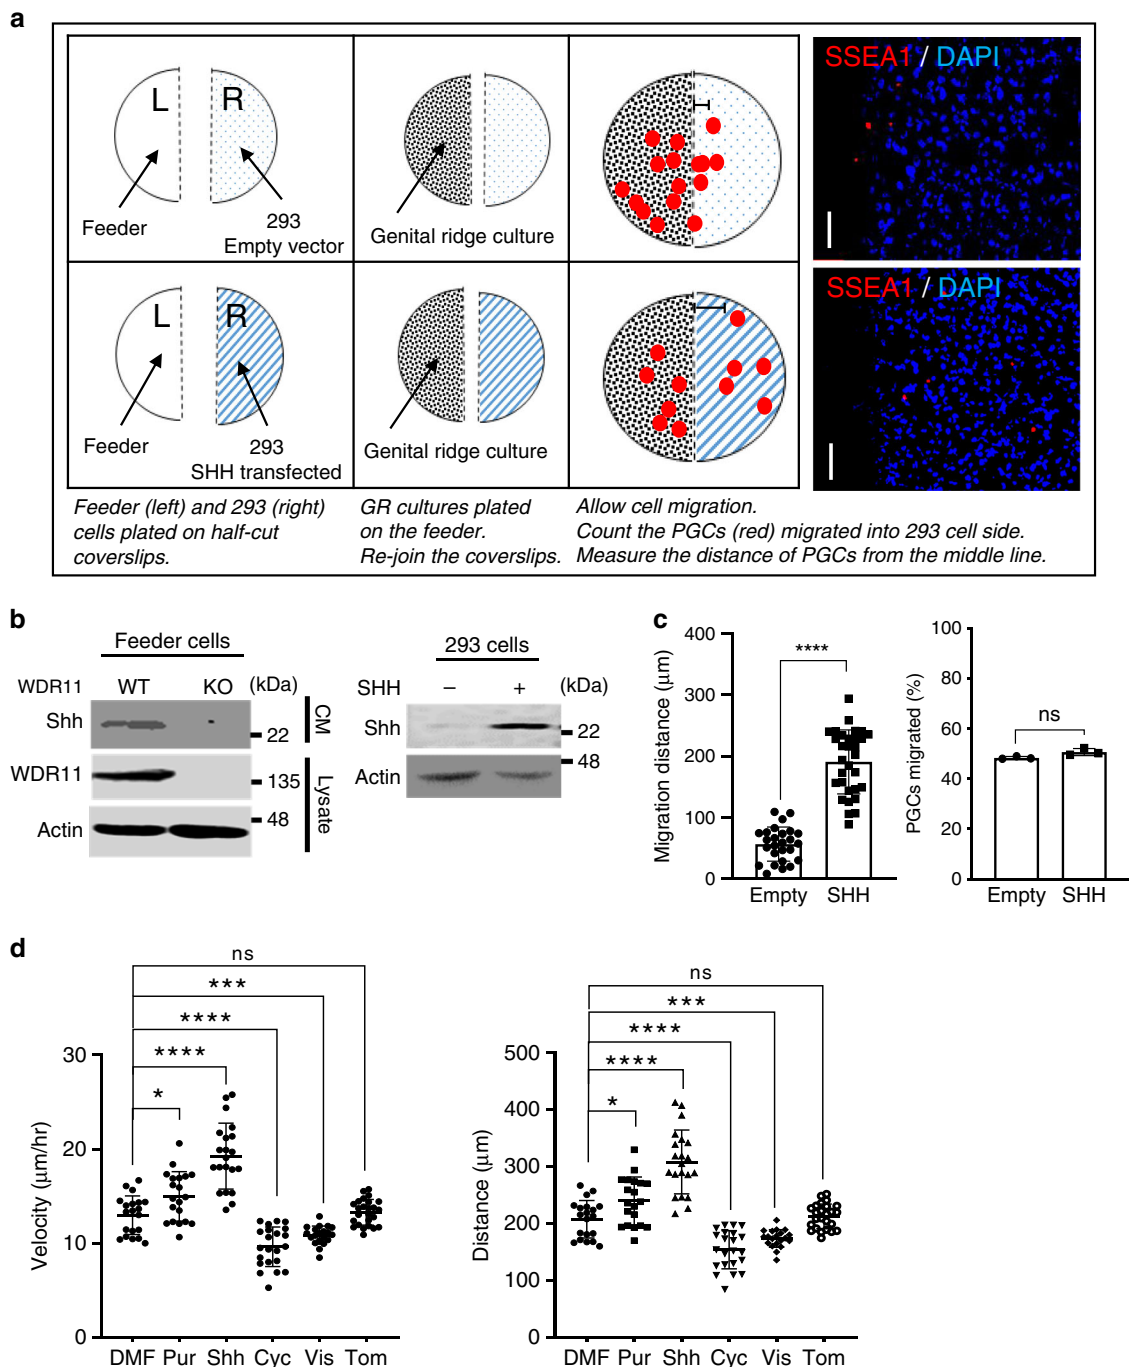 a
L
R
Feeder
293
Empty vector
Genital ridge culture
SSEA1 / DAPI
L
R
Feeder
293
SHH transfected
Genital ridge culture
SSEA1 / DAPI
Feeder (left) and 293 (right)
cells plated on half-cut
coverslips.
GR cultures plated
on the feeder.
Re-join the coverslips.
Allow cell migration.
Count the PGCs (red) migrated into 293 cell side.
Measure the distance of PGCs from the middle line.
b
Feeder cells
WDR11 WT KO (kDa)
Shh
22
CM
WDR11
135
48
Actin
Lysate
293 cells
SHH – + (kDa)
Shh
22
48
Actin
c
Migration distance (μm)
400
300
200
100
0
****
Empty SHH
PGCs migrated (%)
100
80
60
40
20
0
ns
Empty SHH
d
Velocity (μm/hr)
30
20
10
0
ns
***
****
****
*
DMF Pur Shh Cyc Vis Tom
Distance (μm)
500
400
300
200
100
0
ns
***
****
****
*
DMF Pur Shh Cyc Vis Tom